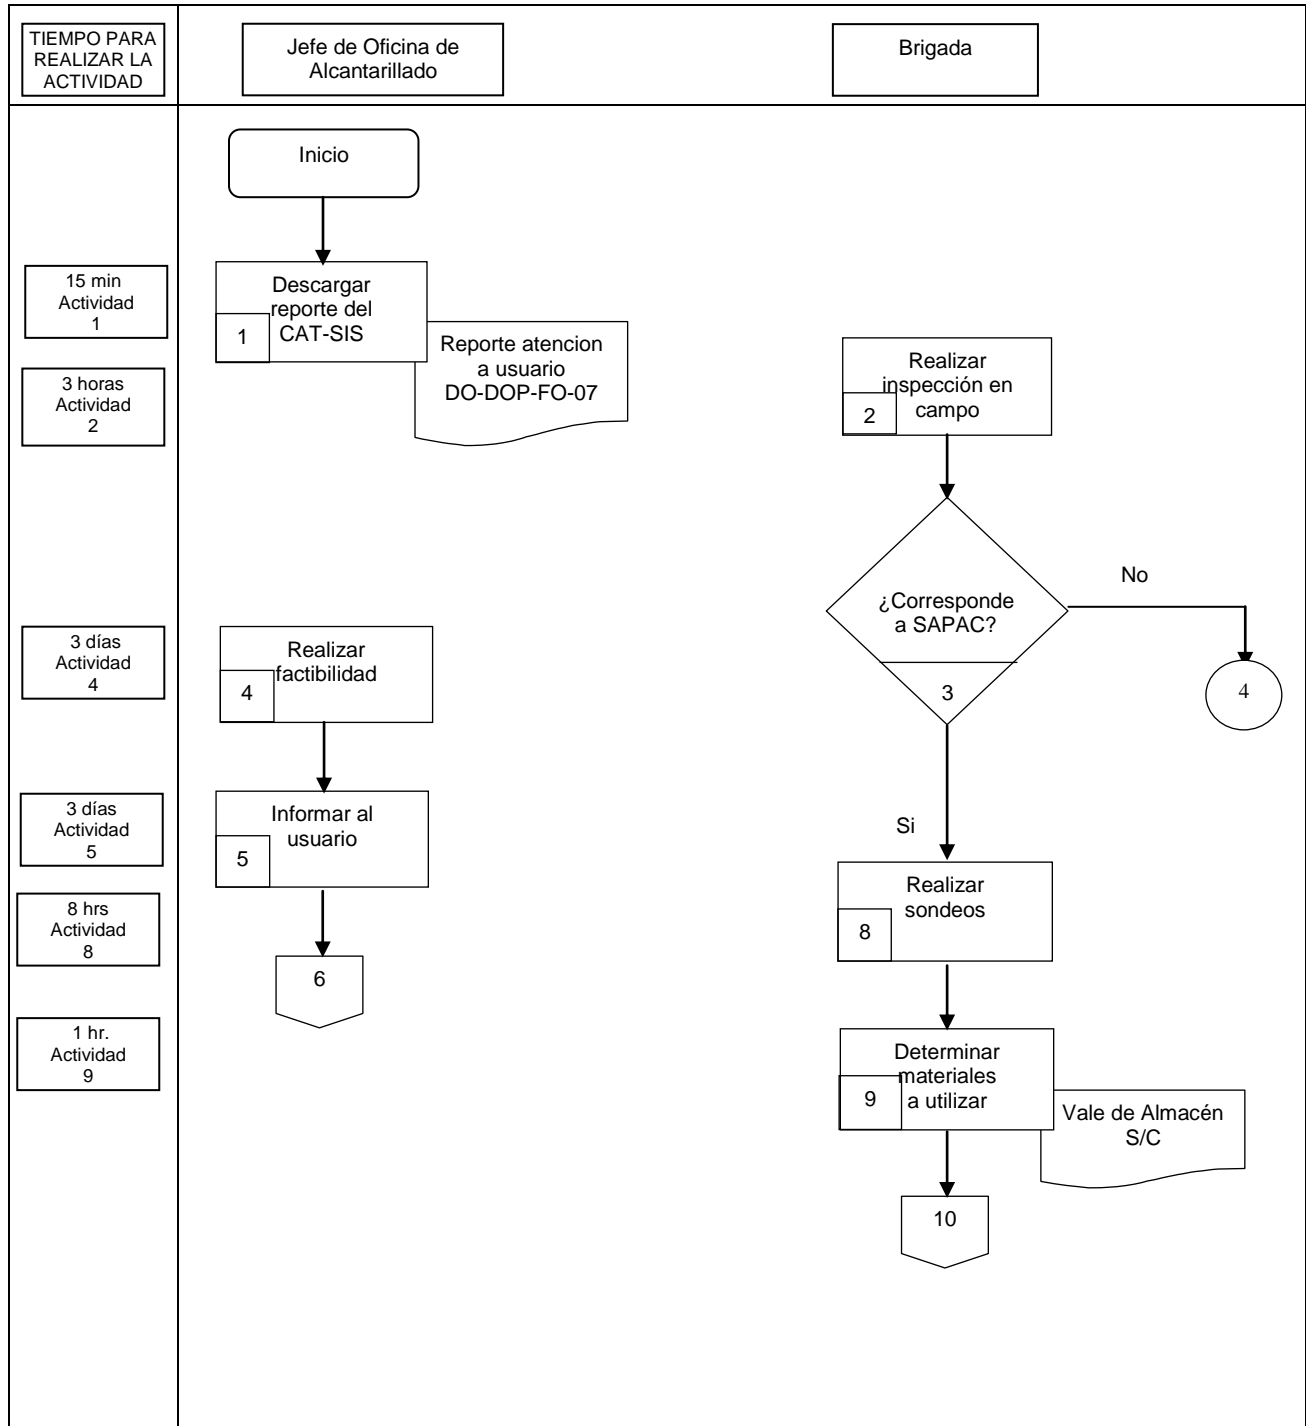 TIEMPO PARA
REALIZAR LA
ACTIVIDAD
Jefe de Oficina de
Alcantarillado
Brigada
Inicio
15 min
Actividad
1
Descargar
reporte del
CAT-SIS
1
Reporte atencion
a usuario
DO-DOP-FO-07
3 horas
Actividad
2
Realizar
inspección en
campo
2
¿Corresponde
a SAPAC?
3
No
4
3 días
Actividad
4
Realizar
factibilidad
4
3 días
Actividad
5
Informar al
usuario
5
Si
8 hrs
Actividad
8
Realizar
sondeos
8
6
1 hr.
Actividad
9
Determinar
materiales
a utilizar
9
Vale de Almacén
S/C
10